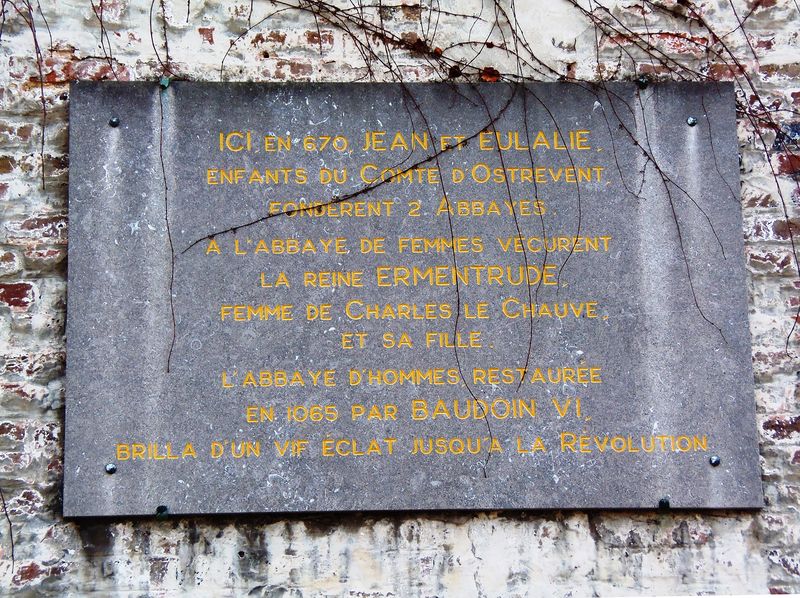 ICI EN 670, JEAN ET EULALIE,
ENFANTS DU COMTE D'OSTREVENT,
FONDÈRENT 2 ABBAYES.
A L'ABBAYE DE FEMMES VÉCURENT
LA REINE ERMENTRUDE,
FEMME DE CHARLES LE CHAUVE,
ET SA FILLE.
L'ABBAYE D'HOMMES RESTAURÉE
EN 1065 PAR BAUDOIN VI,
BRILLA D'UN VIF ÉCLAT JUSQU'À LA RÉVOLUTION.